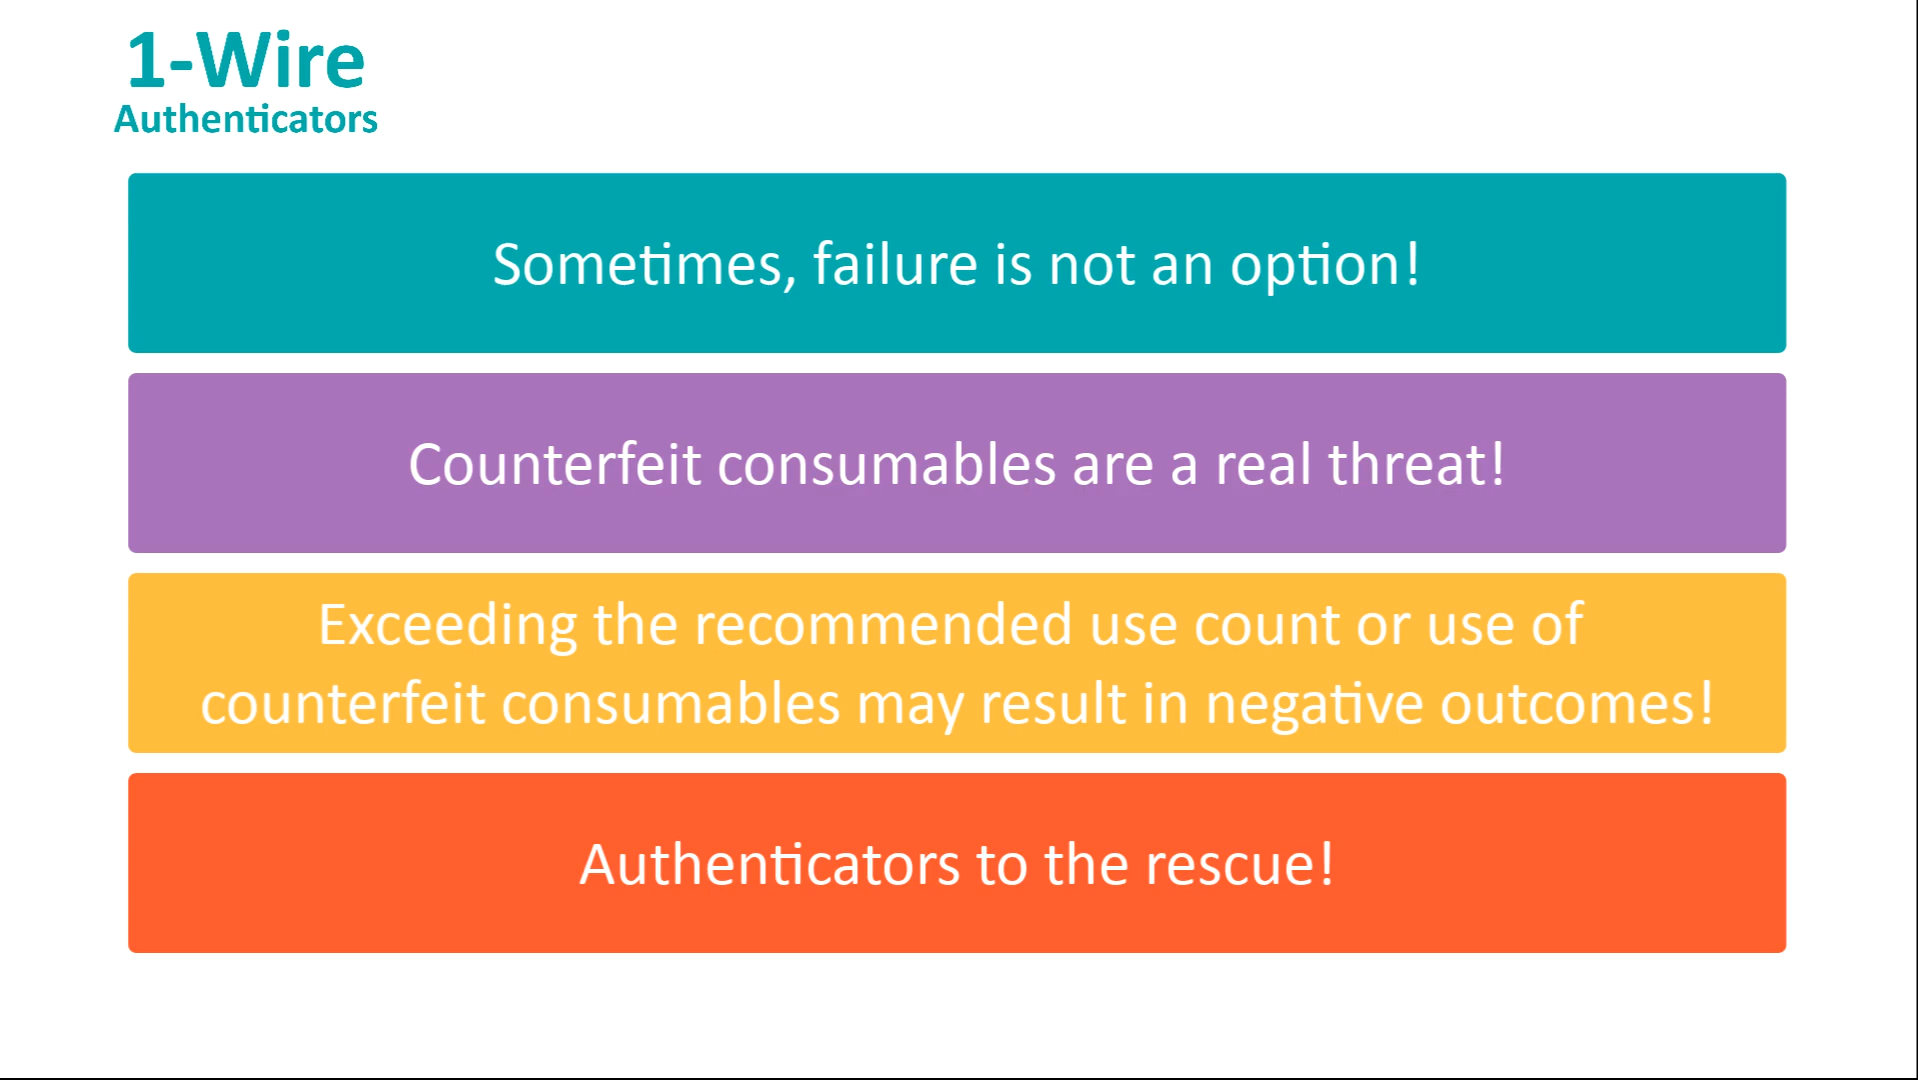 1-Wire
Authenticators
Sometimes, failure is not an option!
Counterfeit consumables are a real threat!
Exceeding the recommended use count or use of
counterfeit consumables may result in negative outcomes!
Authenticators to the rescue!